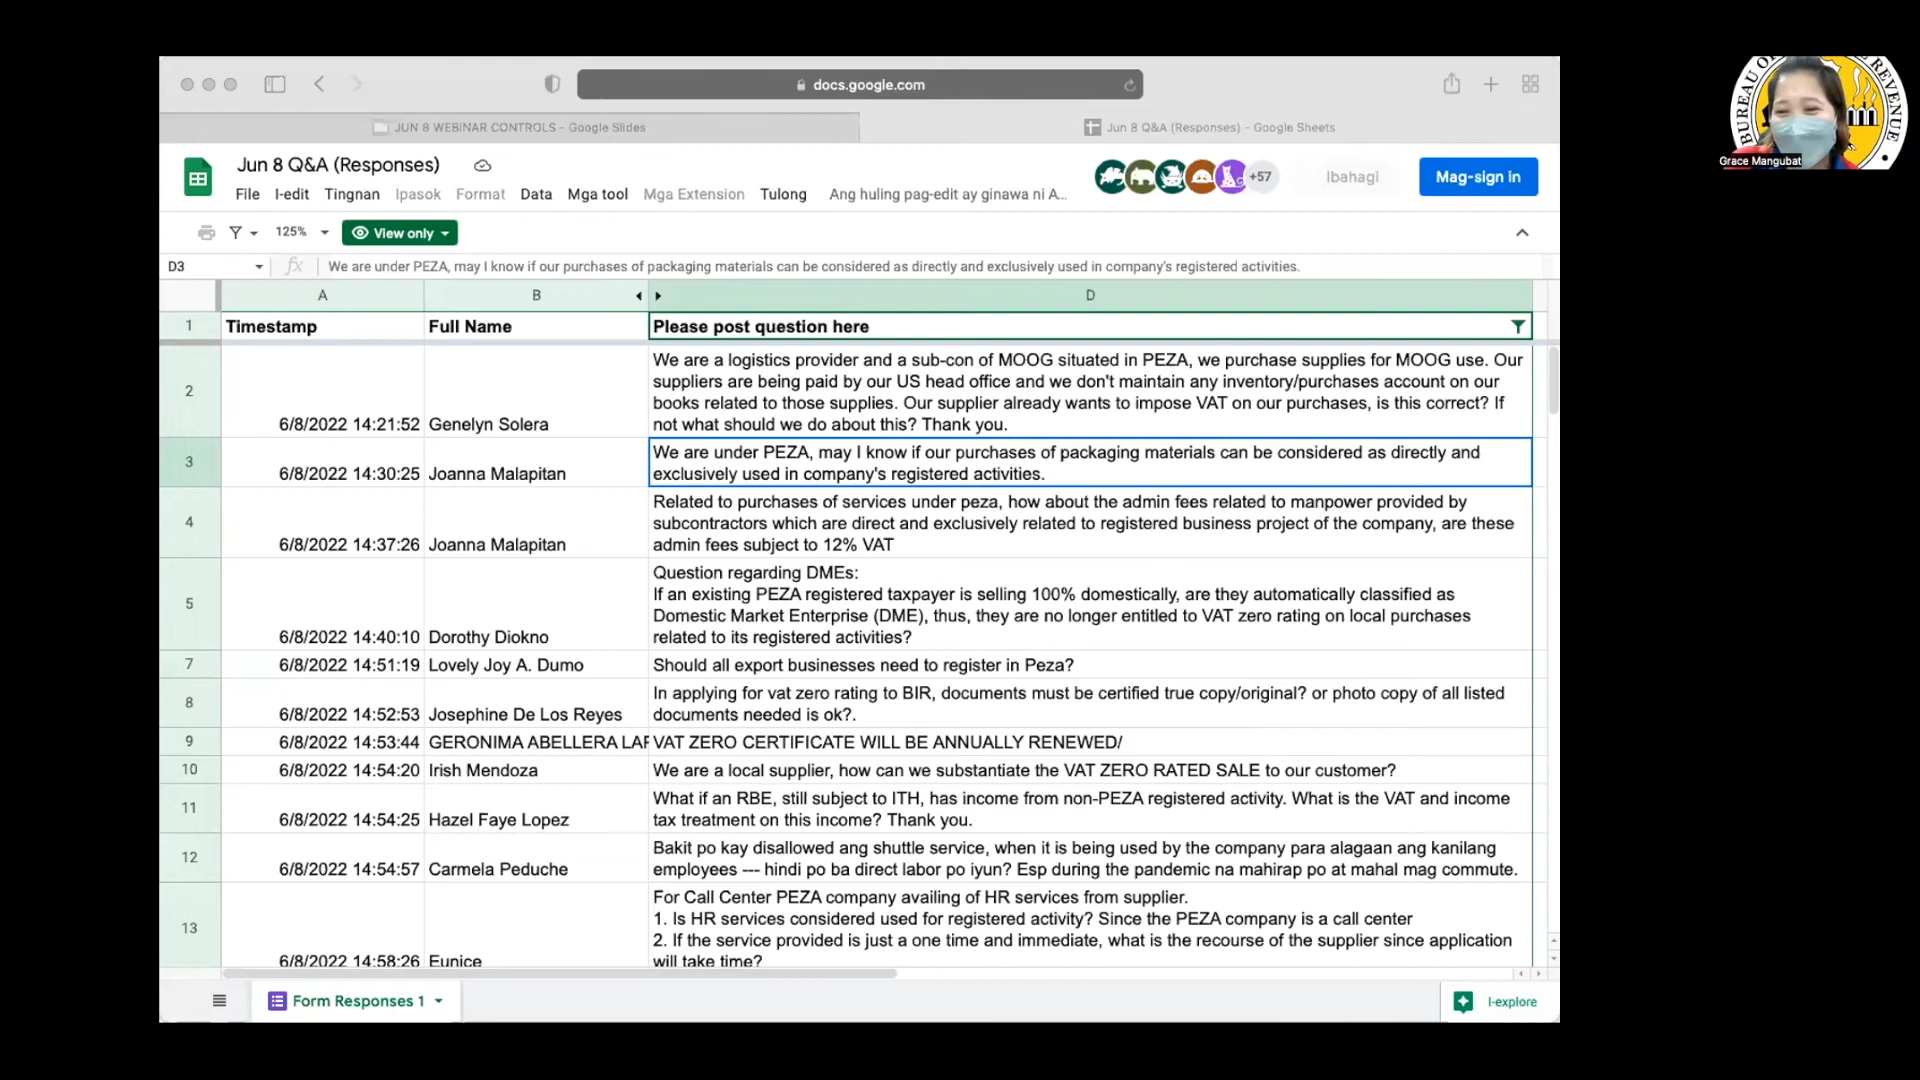 docs.google.com
JUN 8 WEBINAR CONTROLS - Google Slides
Jun 8 Q&A (Responses) - Google Sheets
BUREAU OF
REVENUE
Grace Mangubat
Jun 8 Q&A (Responses)
+57
Ibahagi
Mag-sign in
File I-edit Tingnan Ipasok Format Data Mga tool Mga Extension Tulong Ang huling pag-edit ay ginawa ni A...
125% View only
D3 fx We are under PEZA, may I know if our purchases of packaging materials can be considered as directly and exclusively used in company's registered activities.
A B D
1 Timestamp Full Name Please post question here
We are a logistics provider and a sub-con of MOOG situated in PEZA, we purchase supplies for MOOG use. Our
suppliers are being paid by our US head office and we don't maintain any inventory/purchases account on our
books related to those supplies. Our supplier already wants to impose VAT on our purchases, is this correct? If
2 6/8/2022 14:21:52 Genelyn Solera not what should we do about this? Thank you.
We are under PEZA, may I know if our purchases of packaging materials can be considered as directly and
3 6/8/2022 14:30:25 Joanna Malapitan exclusively used in company's registered activities.
Related to purchases of services under peza, how about the admin fees related to manpower provided by
subcontractors which are direct and exclusively related to registered business project of the company, are these
4 6/8/2022 14:37:26 Joanna Malapitan admin fees subject to 12% VAT
Question regarding DMEs:
If an existing PEZA registered taxpayer is selling 100% domestically, are they automatically classified as
Domestic Market Enterprise (DME), thus, they are no longer entitled to VAT zero rating on local purchases
5 6/8/2022 14:40:10 Dorothy Diokno related to its registered activities?
7 6/8/2022 14:51:19 Lovely Joy A. Dumo Should all export businesses need to register in Peza?
In applying for vat zero rating to BIR, documents must be certified true copy/original? or photo copy of all listed
8 6/8/2022 14:52:53 Josephine De Los Reyes documents needed is ok?.
9 6/8/2022 14:53:44 GERONIMA ABELLERA LAF VAT ZERO CERTIFICATE WILL BE ANNUALLY RENEWED/
10 6/8/2022 14:54:20 Irish Mendoza We are a local supplier, how can we substantiate the VAT ZERO RATED SALE to our customer?
What if an RBE, still subject to ITH, has income from non-PEZA registered activity. What is the VAT and income
11 6/8/2022 14:54:25 Hazel Faye Lopez tax treatment on this income? Thank you.
Bakit po kay disallowed ang shuttle service, when it is being used by the company para alagaan ang kanilang
12 6/8/2022 14:54:57 Carmela Peduche employees --- hindi po ba direct labor po iyun? Esp during the pandemic na mahirap po at mahal mag commute.
For Call Center PEZA company availing of HR services from supplier.
1. Is HR services considered used for registered activity? Since the PEZA company is a call center
2. If the service provided is just a one time and immediate, what is the recourse of the supplier since application
13 6/8/2022 14:58:26 Eunice will take time?
Form Responses 1
I-explore